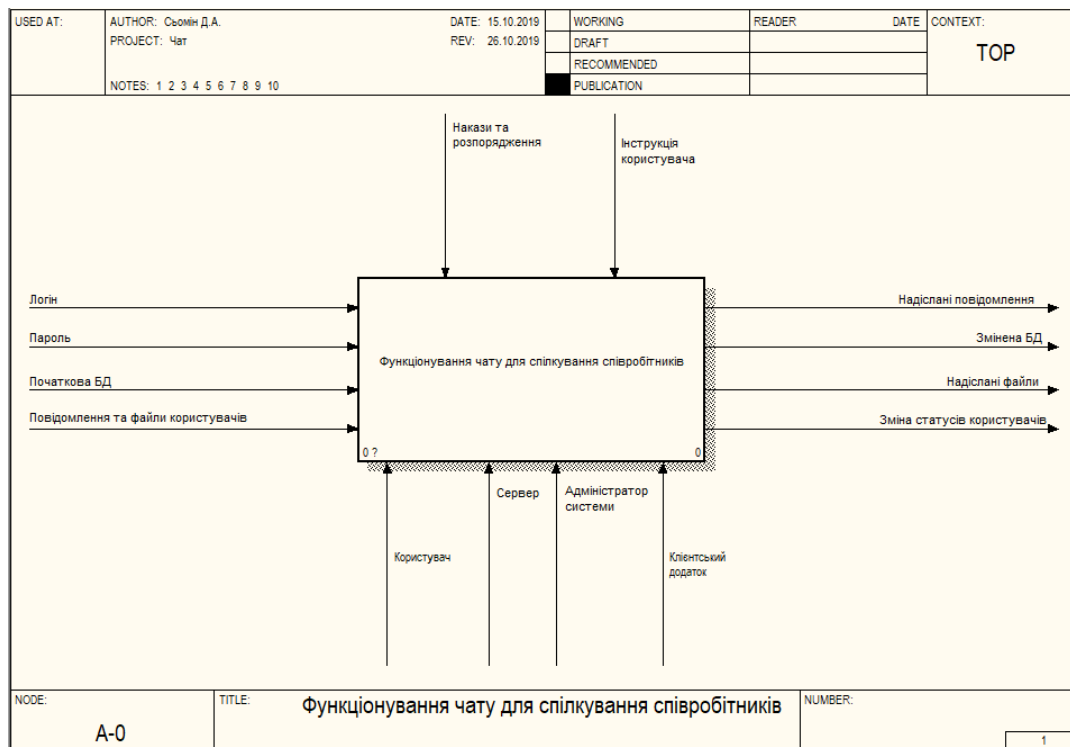 USED AT:
AUTHOR: Сьомін Д.А.
DATE: 15.10.2019
PROJECT: Чат
REV: 26.10.2019
NOTES: 1 2 3 4 5 6 7 8 9 10
WORKING
DRAFT
RECOMMENDED
PUBLICATION
READER
DATE
CONTEXT:
TOP
Накази та
розпорядження
Інструкція
користувача
Логін
Пароль
Початкова БД
Повідомлення та файли користувачів
Функціонування чату для спілкування співробітників
0 ?
0
Надіслані повідомлення
Змінена БД
Надіслані файли
Зміна статусів користувачів
Користувач
Сервер
Адміністратор
системи
Клієнтський
додаток
NODE:
A-0
TITLE:
Функціонування чату для спілкування співробітників
NUMBER:
1